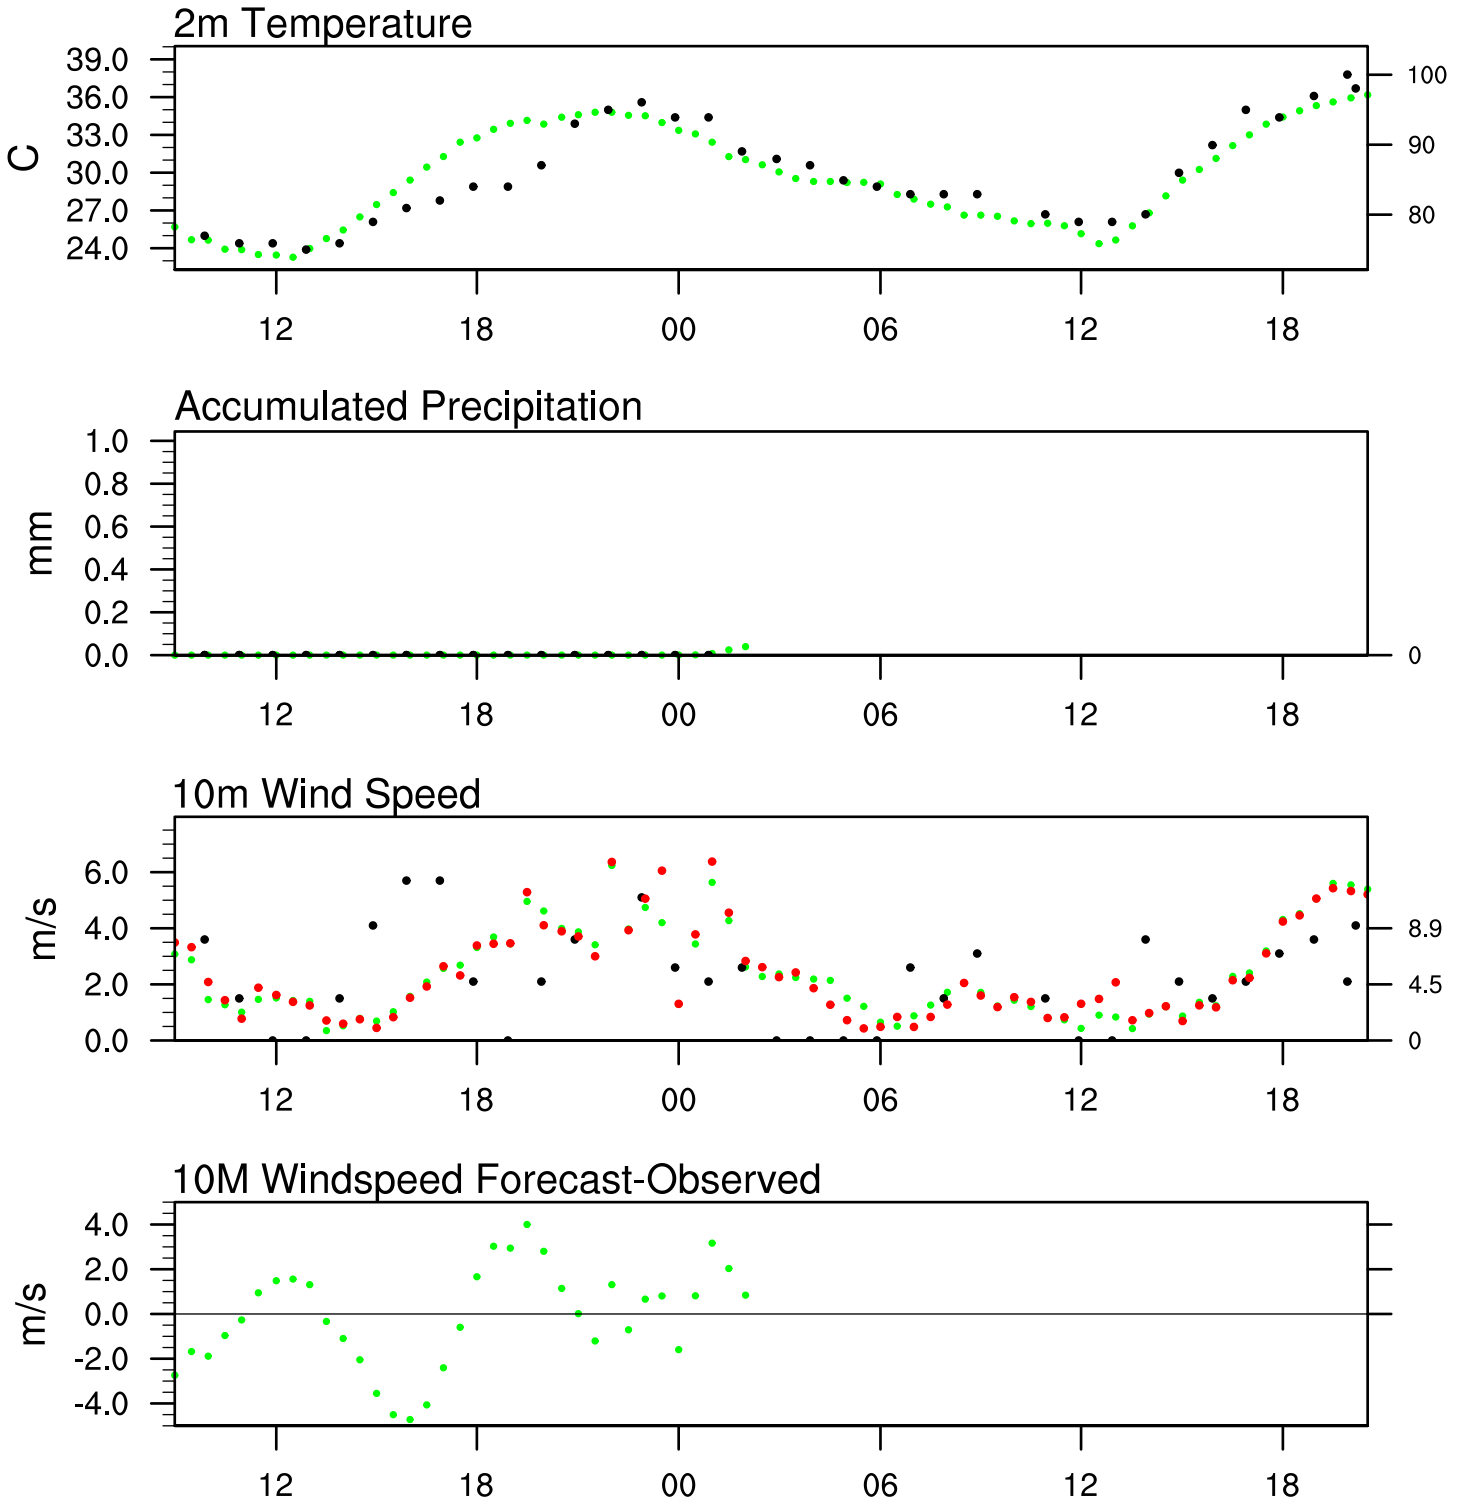 2m Temperature
39.0
36.0
33.0
30.0
27.0
24.0
C
100
90
80
12 18 00 06 12 18
Accumulated Precipitation
1.0
0.8
0.6
0.4
0.2
0.0
mm
0
12 18 00 06 12 18
10m Wind Speed
6.0
4.0
2.0
0.0
m/s
8.9
4.5
0
12 18 00 06 12 18
10M Windspeed Forecast-Observed
4.0
2.0
0.0
-2.0
-4.0
m/s
12 18 00 06 12 18